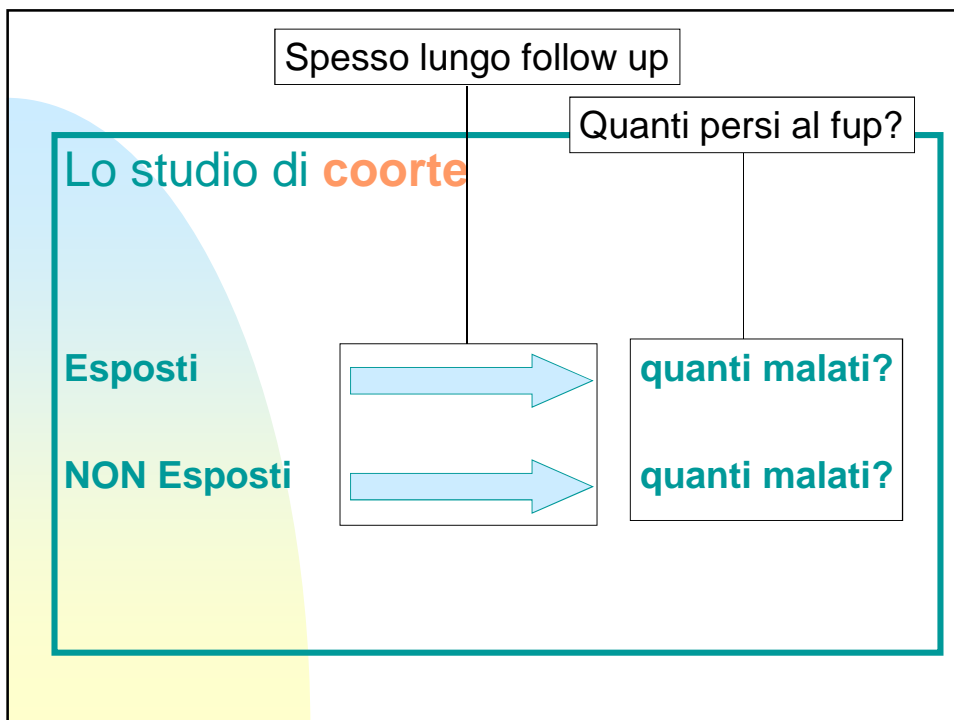 Spesso lungo follow up
Quanti persi al fup?
Lo studio di coorte
Esposti
quanti malati?
NON Esposti
quanti malati?